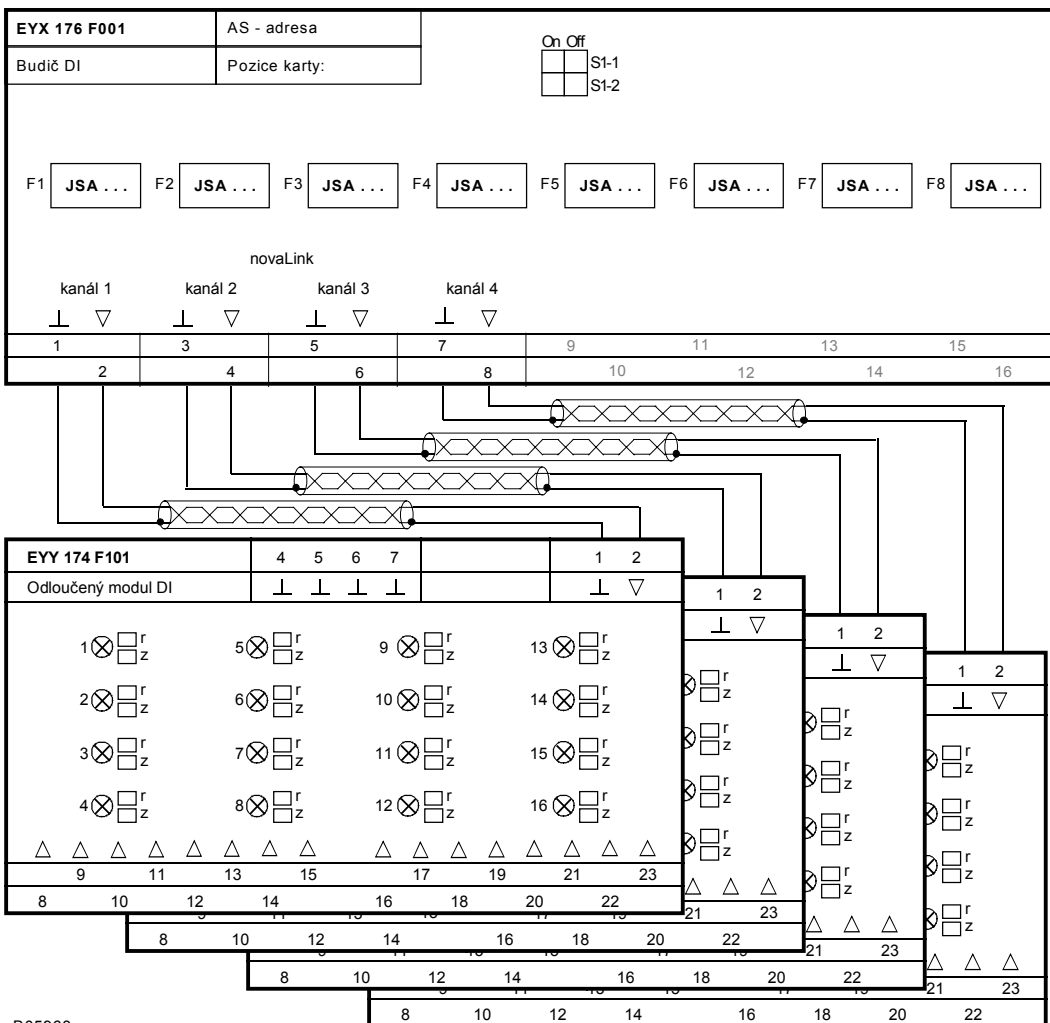 EYX 176 F001 AS - adresa
Budič DI Pozice karty:
On Off
S1-1
S1-2
F1 JSA . . . F2 JSA . . . F3 JSA . . . F4 JSA . . . F5 JSA . . . F6 JSA . . . F7 JSA . . . F8 JSA . . .
novaLink
kanál 1 kanál 2 kanál 3 kanál 4
1 3 5 7 9 11 13 15
2 4 6 8 10 12 14 16
EYY 174 F101 4 5 6 7 1 2
Odloučený modul DI
1 2
1 2
1 2
1 r z 5 r z 9 r z 13 r z
2 r z 6 r z 10 r z 14 r z
3 r z 7 r z 11 r z 15 r z
4 r z 8 r z 12 r z 16 r z
r z
r z
r z
r z
r z
r z
r z
r z
r z
r z
r z
r z
9 11 13 15 17 19 21 23
8 10 12 14 16 18 20 22
21 23
8 10 12 14 16 18 20 22
21 23
8 10 12 14 16 18 20 22
21 23
8 10 12 14 16 18 20 22